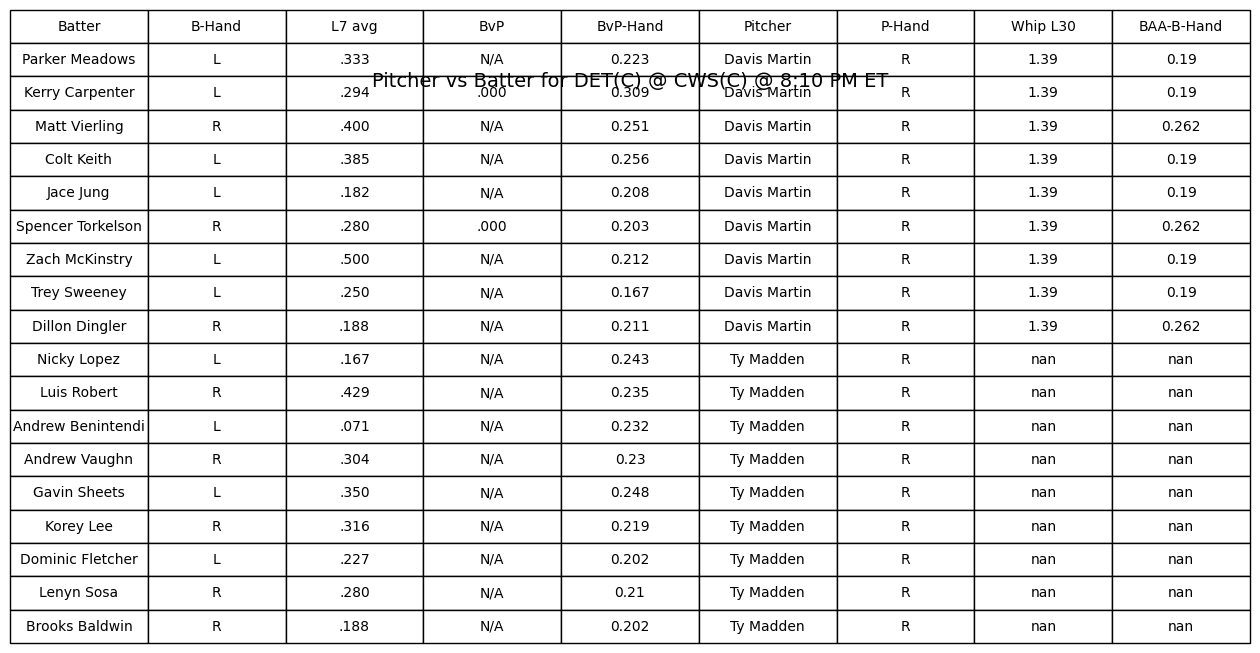 Batter B-Hand L7 avg BvP BvP-Hand Pitcher P-Hand Whip L30 BAA-B-Hand
Parker Meadows L .333 N/A 0.223 Davis Martin R 1.39 0.19
Pitcher vs Batter for DET(C) @ CWS(C) @ 8:10 PM ET
Kerry Carpenter L .294 .000 0.309 Davis Martin R 1.39 0.19
Matt Vierling R .400 N/A 0.251 Davis Martin R 1.39 0.262
Colt Keith L .385 N/A 0.256 Davis Martin R 1.39 0.19
Jace Jung L .182 N/A 0.208 Davis Martin R 1.39 0.19
Spencer Torkelson R .280 .000 0.203 Davis Martin R 1.39 0.262
Zach McKinstry L .500 N/A 0.212 Davis Martin R 1.39 0.19
Trey Sweeney L .250 N/A 0.167 Davis Martin R 1.39 0.19
Dillon Dingler R .188 N/A 0.211 Davis Martin R 1.39 0.262
Nicky Lopez L .167 N/A 0.243 Ty Madden R nan nan
Luis Robert R .429 N/A 0.235 Ty Madden R nan nan
Andrew Benintendi L .071 N/A 0.232 Ty Madden R nan nan
Andrew Vaughn R .304 N/A 0.23 Ty Madden R nan nan
Gavin Sheets L .350 N/A 0.248 Ty Madden R nan nan
Korey Lee R .316 N/A 0.219 Ty Madden R nan nan
Dominic Fletcher L .227 N/A 0.202 Ty Madden R nan nan
Lenyn Sosa R .280 N/A 0.21 Ty Madden R nan nan
Brooks Baldwin R .188 N/A 0.202 Ty Madden R nan nan